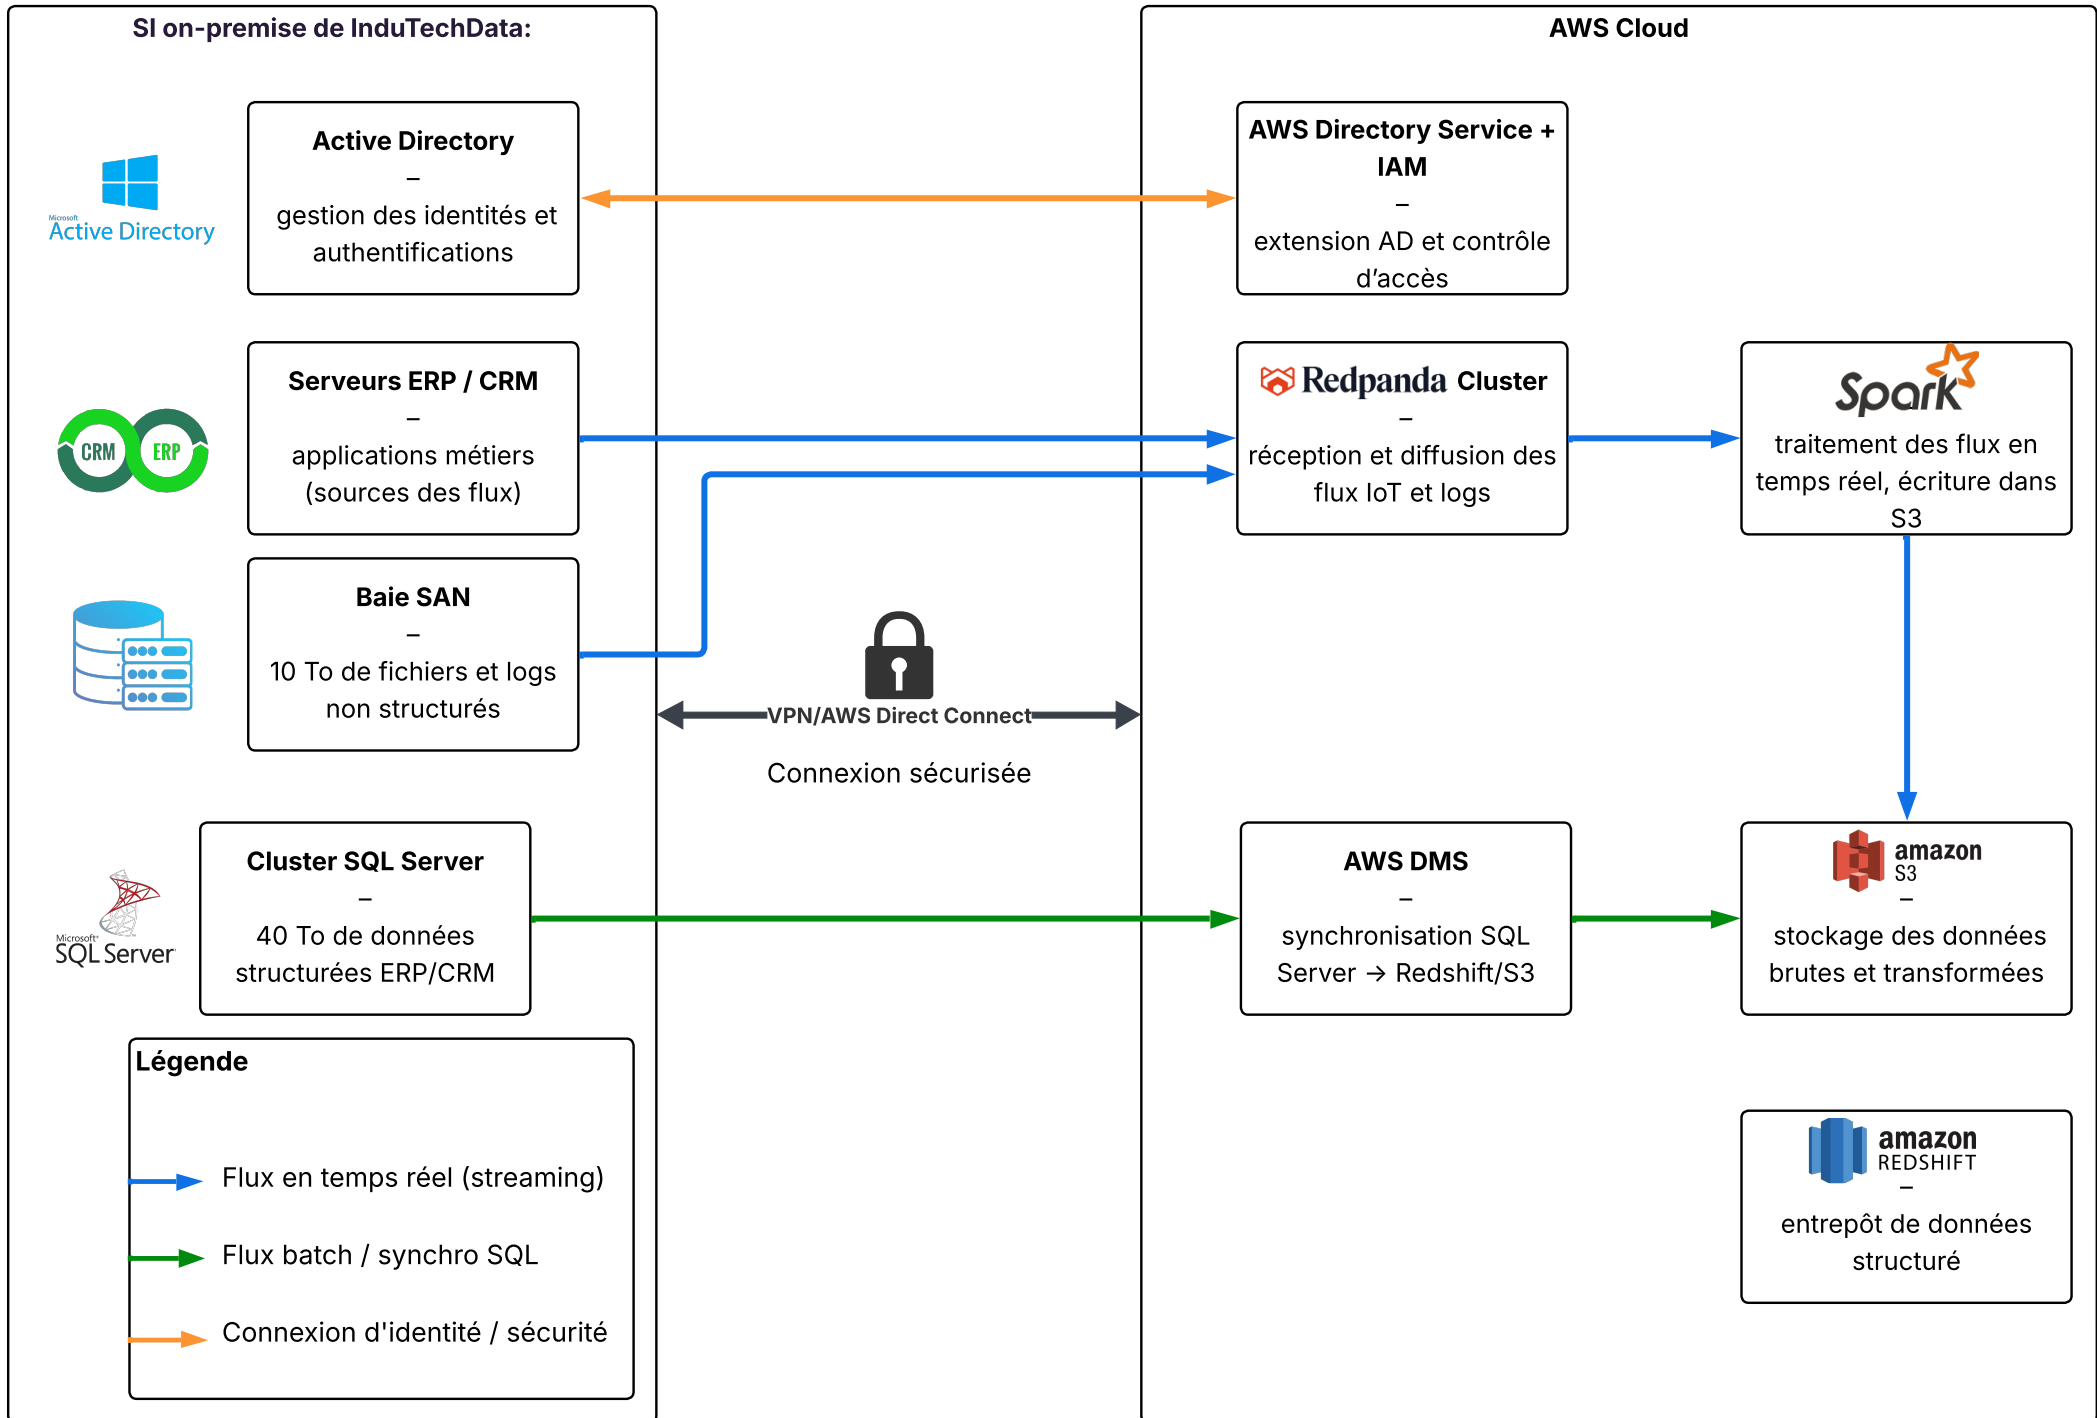 SI on-premise de InduTechData:
AWS Cloud
Microsoft
Active Directory
Active Directory
–
gestion des identités et
authentifications
AWS Directory Service +
IAM
–
extension AD et contrôle
d’accès
CRM
ERP
Serveurs ERP / CRM
–
applications métiers
(sources des flux)
Redpanda Cluster
–
réception et diffusion des
flux IoT et logs
Spark
traitement des flux en
temps réel, écriture dans
S3
Baie SAN
–
10 To de fichiers et logs
non structurés
VPN/AWS Direct Connect
Connexion sécurisée
Microsoft
SQL Server
Cluster SQL Server
–
40 To de données
structurées ERP/CRM
AWS DMS
–
synchronisation SQL
Server → Redshift/S3
amazon
S3
–
stockage des données
brutes et transformées
Légende
Flux en temps réel (streaming)
Flux batch / synchro SQL
Connexion d'identité / sécurité
amazon
REDSHIFT
–
entrepôt de données
structuré